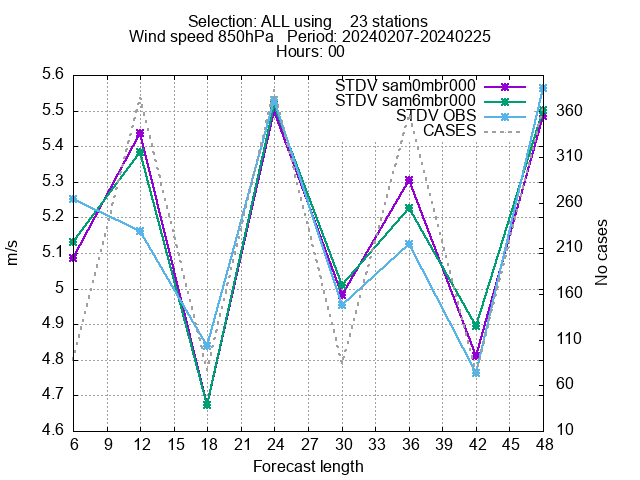 Selection: ALL using    23 stations
Wind speed 850hPa   Period: 20240207-20240225
Hours: 00
STDV sam0mbr000
STDV sam6mbr000
STDV OBS
CASES
5.6
5.5
5.4
5.3
5.2
5.1
5
4.9
4.8
4.7
4.6
m/s
360
310
260
210
160
110
60
10
No cases
6 9 12 15 18 21 24 27 30 33 36 39 42 45 48
Forecast length